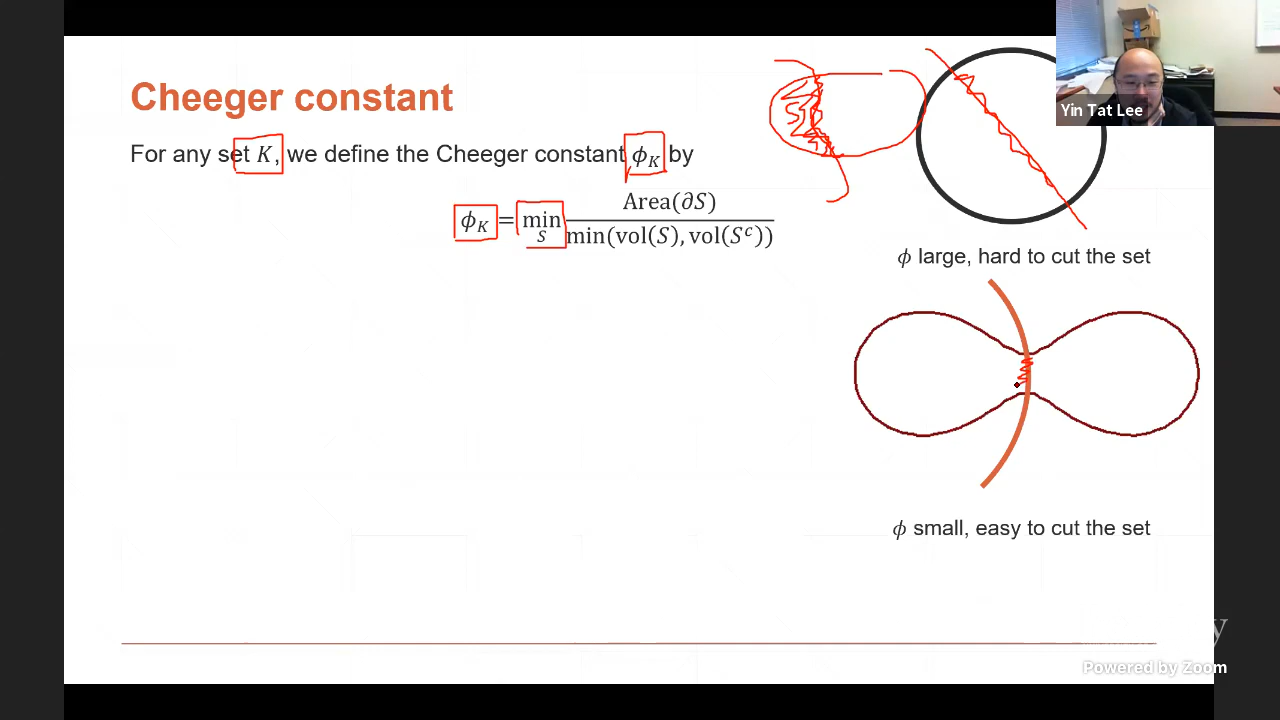 Cheeger constant
For any set K, we define the Cheeger constant ϕ_K by
ϕ_K = min_S Area(∂S) / min(vol(S), vol(S^c))
Yin Tat Lee
ϕ large, hard to cut the set
ϕ small, easy to cut the set
y
Powered by Zoom